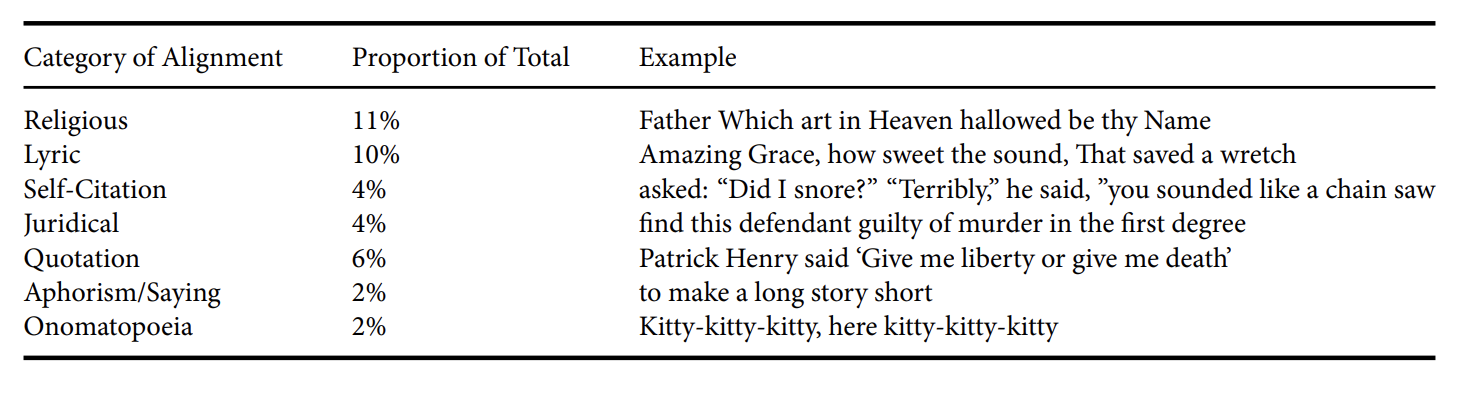 Category of Alignment Proportion of Total Example
Religious 11% Father Which art in Heaven hallowed be thy Name
Lyric 10% Amazing Grace, how sweet the sound, That saved a wretch
Self-Citation 4% asked: “Did I snore?” “Terribly,” he said, ”you sounded like a chain saw
Juridical 4% find this defendant guilty of murder in the first degree
Quotation 6% Patrick Henry said ‘Give me liberty or give me death’
Aphorism/Saying 2% to make a long story short
Onomatopoeia 2% Kitty-kitty-kitty, here kitty-kitty-kitty